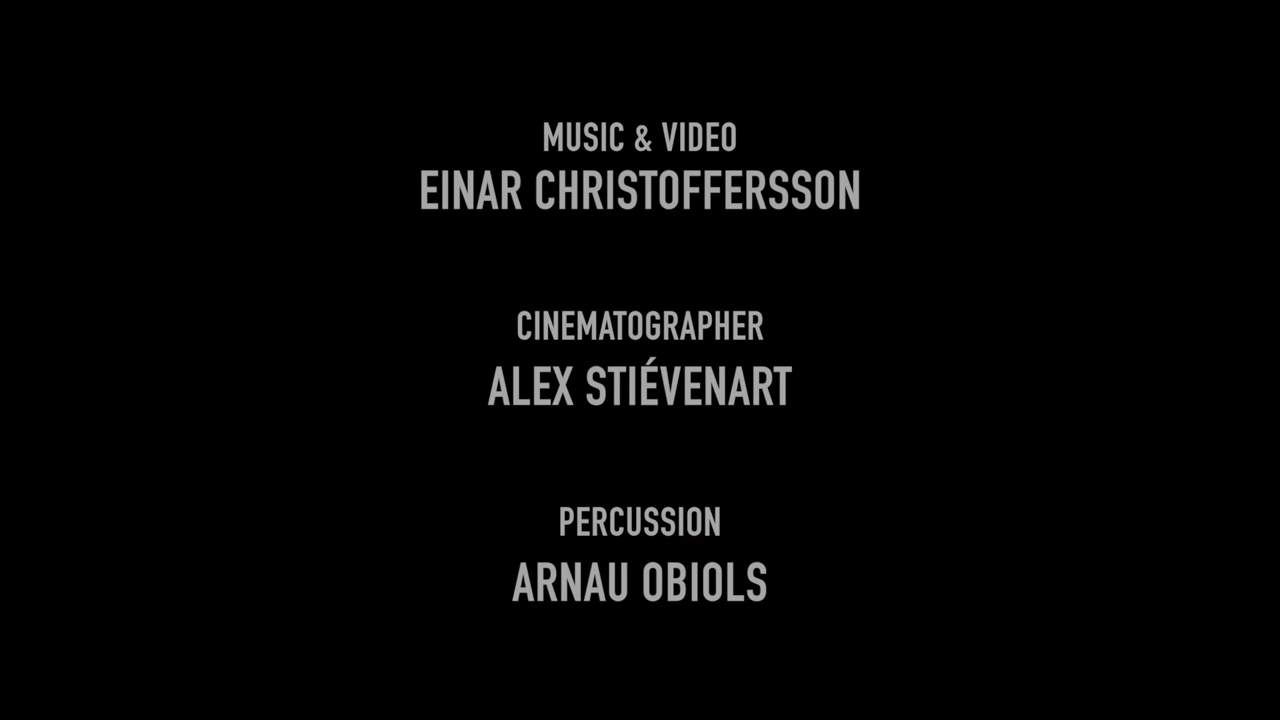 MUSIC & VIDEO
EINAR CHRISTOFFERSSON
CINEMATOGRAPHER
ALEX STIÉVENART
PERCUSSION
ARNAU OBIOLS